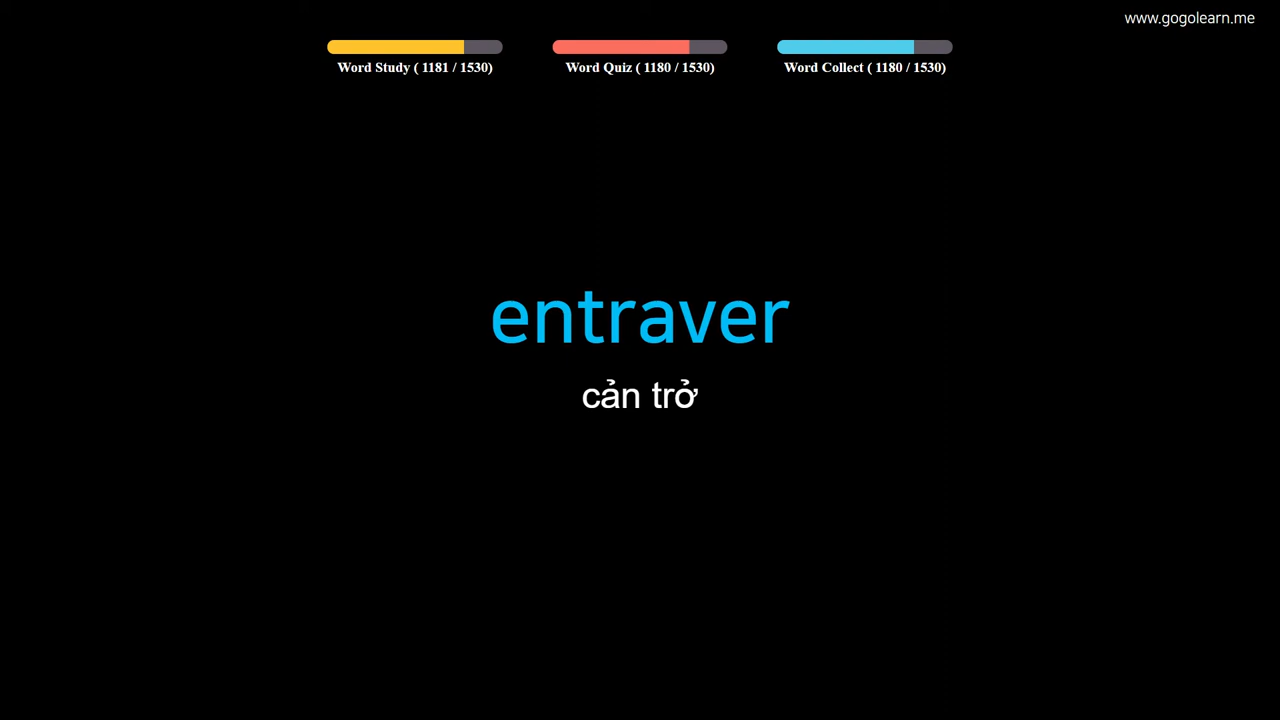 www.gogolearn.me
Word Study ( 1181 / 1530)
Word Quiz ( 1180 / 1530)
Word Collect ( 1180 / 1530)
entraver
cản trở